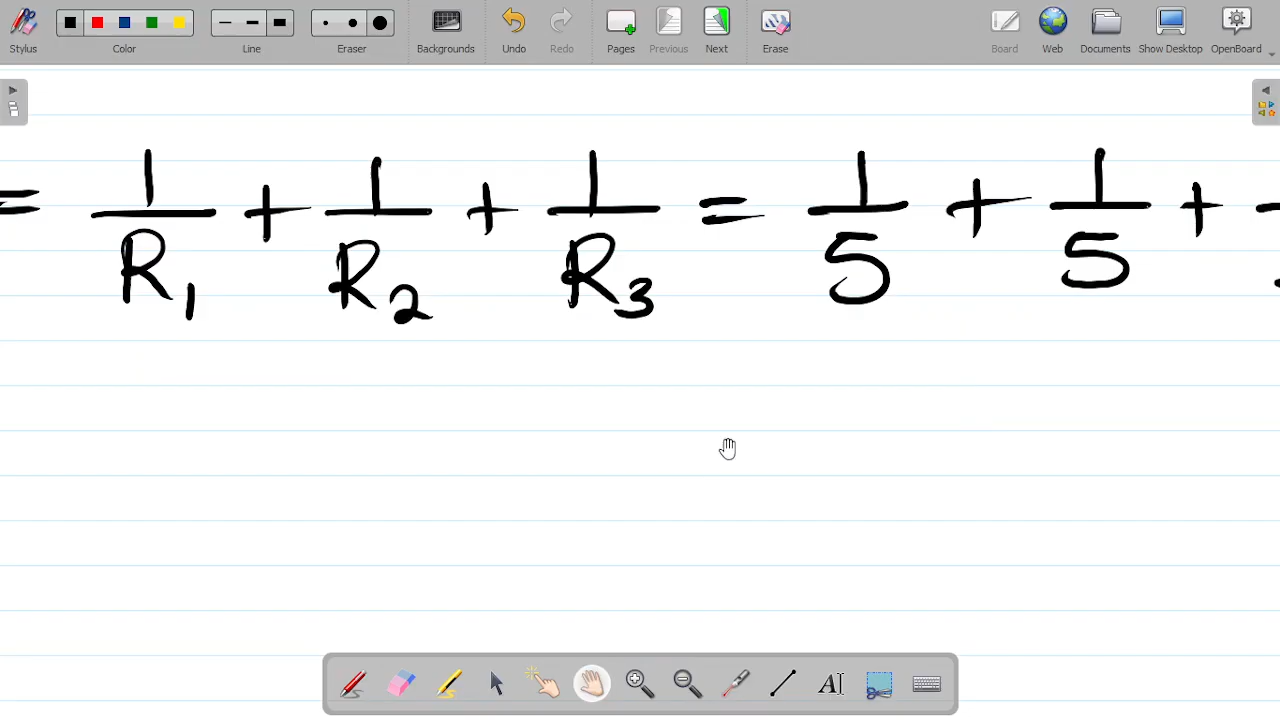 Stylus Color Line Eraser Backgrounds Undo Redo Pages Previous Next Erase Board Web Documents Show Desktop OpenBoard
= 1/R₁ + 1/R₂ + 1/R₃ = 1/5 + 1/5 +